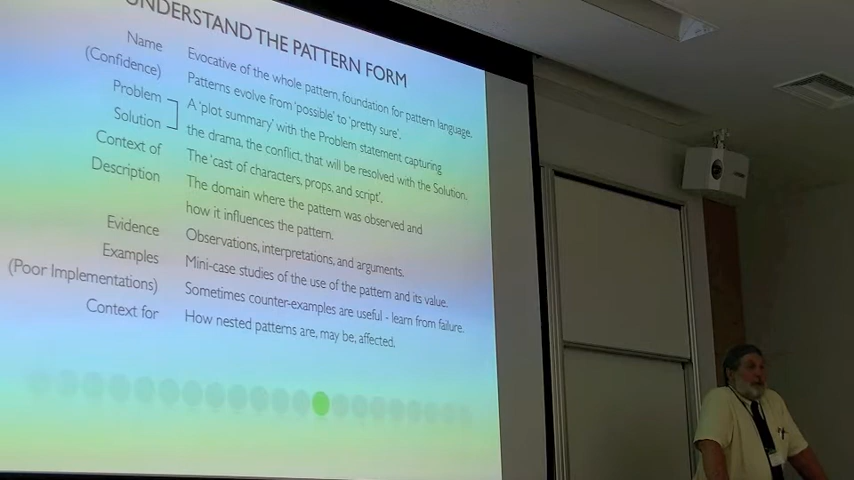 UNDERSTAND THE PATTERN FORM
Name Evocative of the whole pattern, foundation for pattern language.
(Confidence) Patterns evolve from 'possible' to 'pretty sure'.
Problem A 'plot summary' with the Problem statement capturing
Solution the drama, the conflict, that will be resolved with the Solution.
Context of The 'cast of characters, props, and script'.
Description The domain where the pattern was observed and
how it influences the pattern.
Evidence Observations, interpretations, and arguments.
Examples Mini-case studies of the use of the pattern and its value.
(Poor Implementations) Sometimes counter-examples are useful - learn from failure.
Context for How nested patterns are, may be, affected.